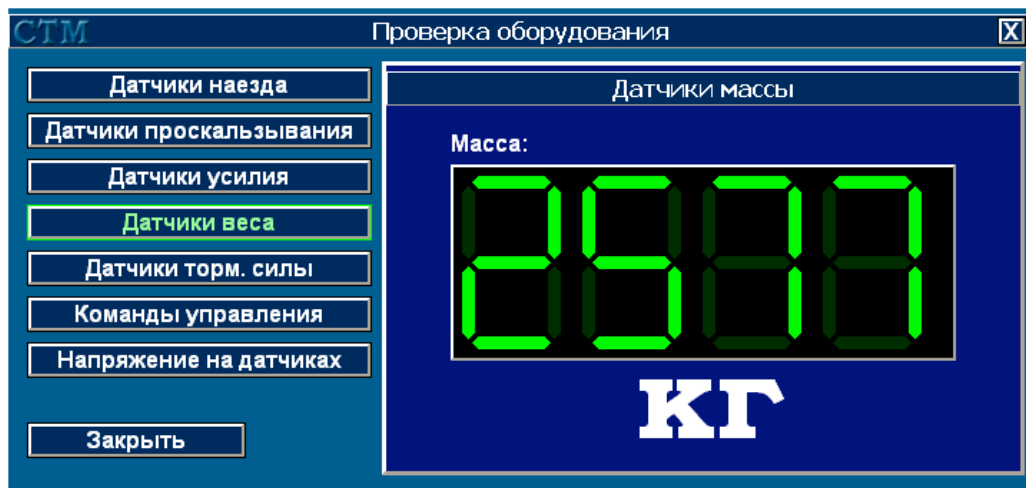 СТМ
Проверка оборудования
X
Датчики наезда
Датчики проскальзывания
Датчики усилия
Датчики веса
Датчики торм. силы
Команды управления
Напряжение на датчиках
Закрыть
Датчики массы
Масса:
2577
КГ